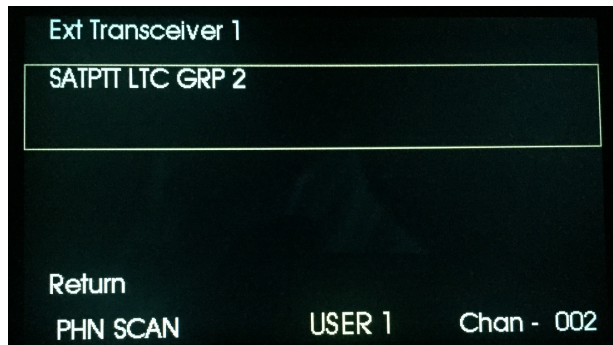 Ext Transceiver 1
SATPTT LTC GRP 2
Return
PHN SCAN USER 1 Chan - 002